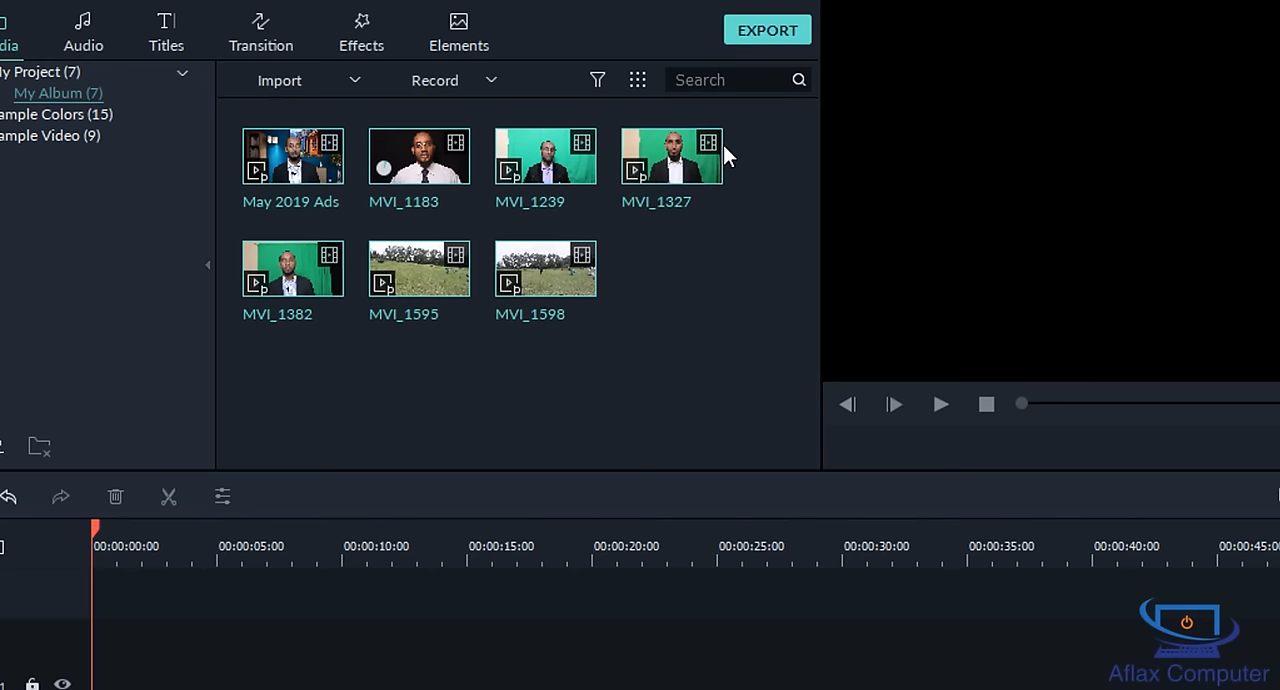 dia
Audio
Titles
Transition
Effects
Elements
EXPORT
y Project (7)
My Album (7)
ample Colors (15)
ample Video (9)
Import
Record
Search
May 2019 Ads
MVI_1183
MVI_1239
MVI_1327
MVI_1382
MVI_1595
MVI_1598
00:00:00:00
00:00:05:00
00:00:10:00
00:00:15:00
00:00:20:00
00:00:25:00
00:00:30:00
00:00:35:00
00:00:40:00
00:00:45:0
Aflax Computer